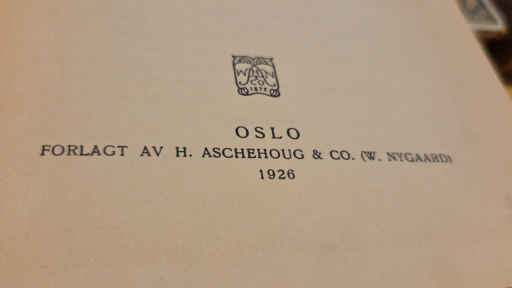 OSLO
FORLAGT AV H. ASCHEHOUG & CO. (W. NYGAARD)
1926